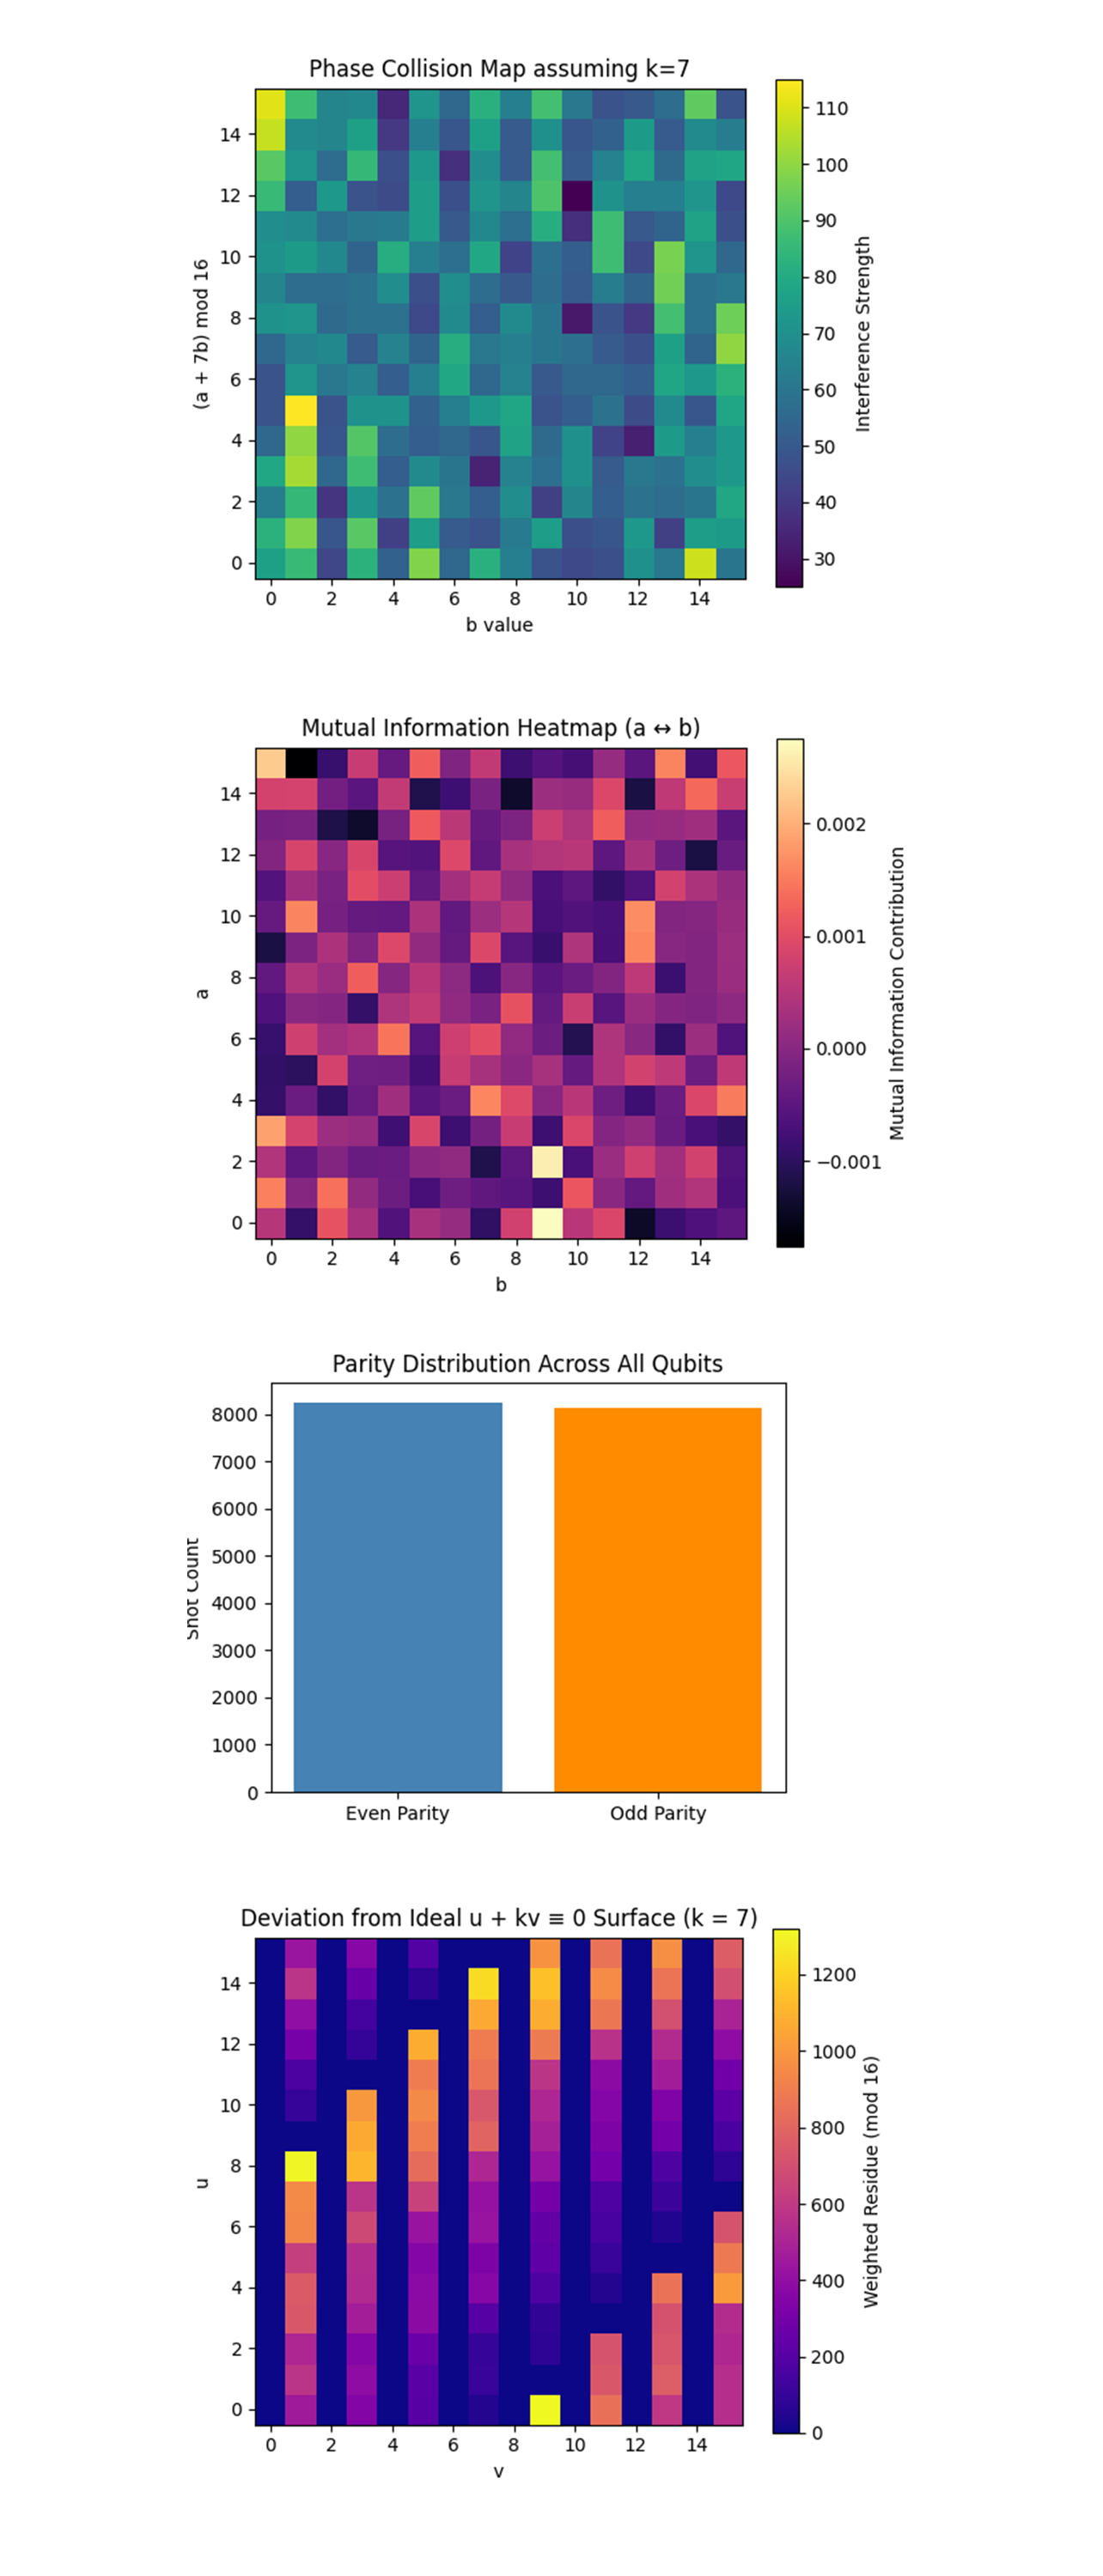 Phase Collision Map assuming k=7
(a + 7b) mod 16
14
12
10
8
6
4
2
0
0 2 4 6 8 10 12 14
b value
110
100
90
80
70
60
50
40
30
Interference Strength
Mutual Information Heatmap (a ↔ b)
a
14
12
10
8
6
4
2
0
0 2 4 6 8 10 12 14
b
0.002
0.001
0.000
−0.001
Mutual Information Contribution
Parity Distribution Across All Qubits
Shot Count
8000
7000
6000
5000
4000
3000
2000
1000
0
Even Parity Odd Parity
Deviation from Ideal u + kv ≡ 0 Surface (k = 7)
u
14
12
10
8
6
4
2
0
0 2 4 6 8 10 12 14
v
1200
1000
800
600
400
200
0
Weighted Residue (mod 16)